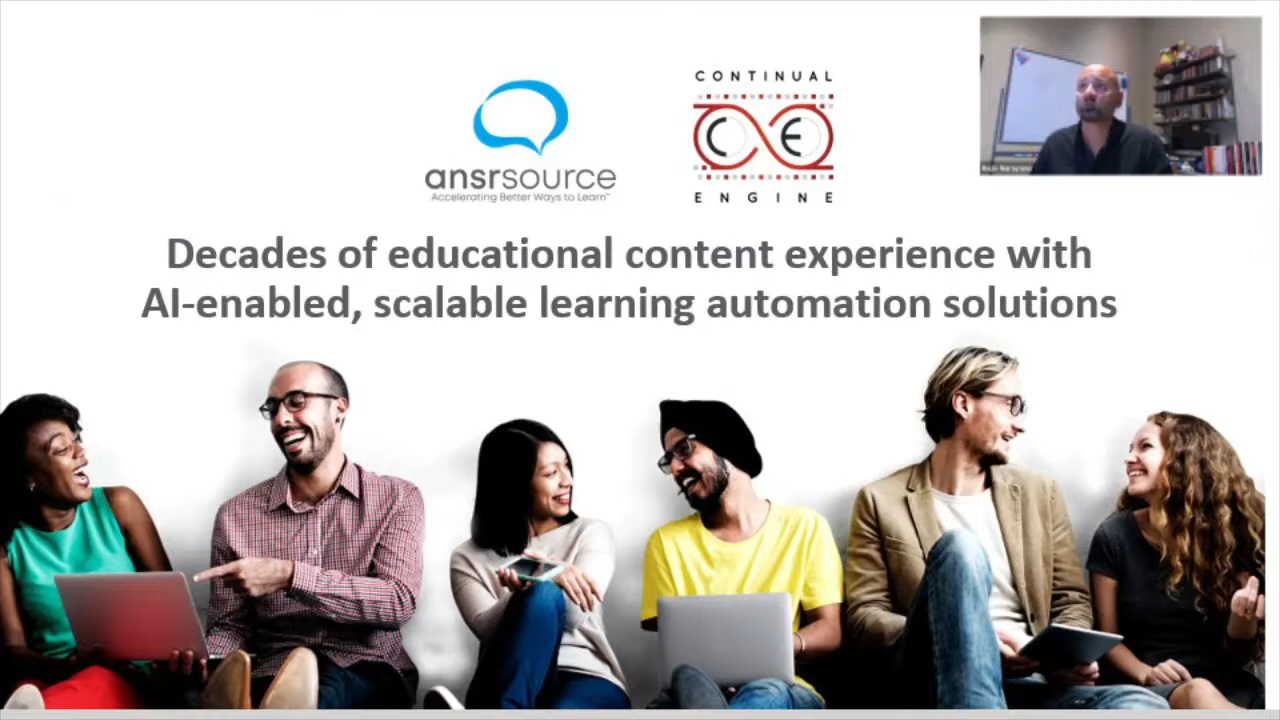 CONTINUAL
CE
ENGINE
ansrsource
Accelerating Better Ways to Learn™
Decades of educational content experience with
AI-enabled, scalable learning automation solutions